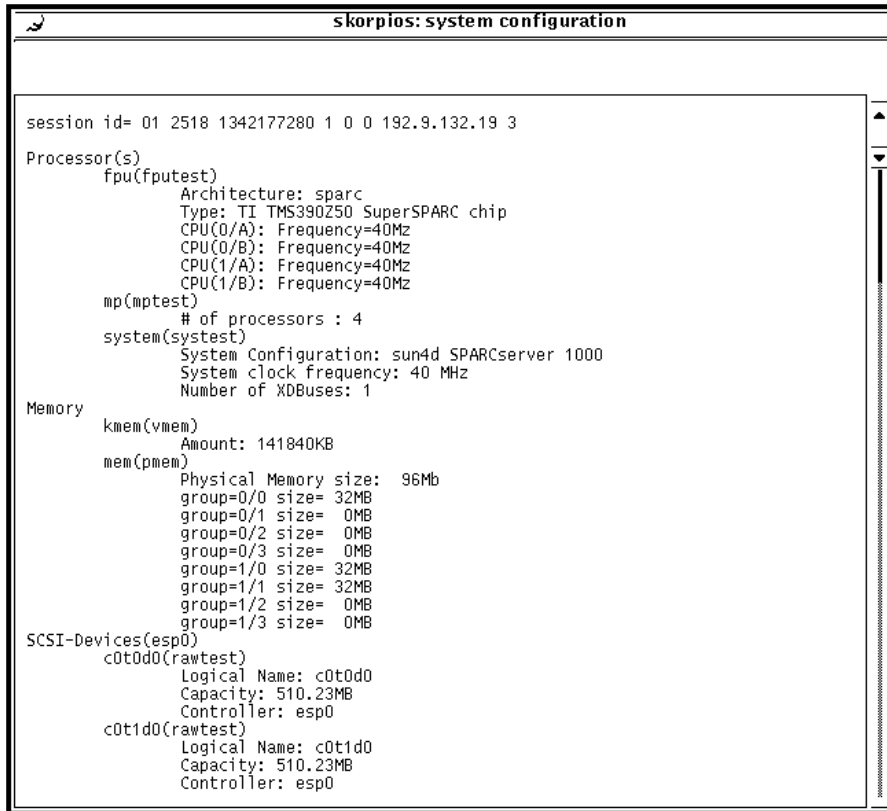 skorpios: system configuration
session id= 01 2518 1342177280 1 0 0 192.9.132.19 3
Processor(s)
fpu(fputest)
Architecture: sparc
Type: TI TMS390Z50 SuperSPARC chip
CPU(0/A): Frequency=40Mz
CPU(0/B): Frequency=40Mz
CPU(1/A): Frequency=40Mz
CPU(1/B): Frequency=40Mz
mp(mptest)
# of processors : 4
system(systest)
System Configuration: sun4d SPARCserver 1000
System clock frequency: 40 MHz
Number of XDBuses: 1
Memory
kmem(vmem)
Amount: 141840KB
mem(pmem)
Physical Memory size:  96Mb
group=0/0 size= 32MB
group=0/1 size=  0MB
group=0/2 size=  0MB
group=0/3 size=  0MB
group=1/0 size= 32MB
group=1/1 size= 32MB
group=1/2 size=  0MB
group=1/3 size=  0MB
SCSI-Devices(esp0)
c0t0d0(rawtest)
Logical Name: c0t0d0
Capacity: 510.23MB
Controller: esp0
c0t1d0(rawtest)
Logical Name: c0t1d0
Capacity: 510.23MB
Controller: esp0